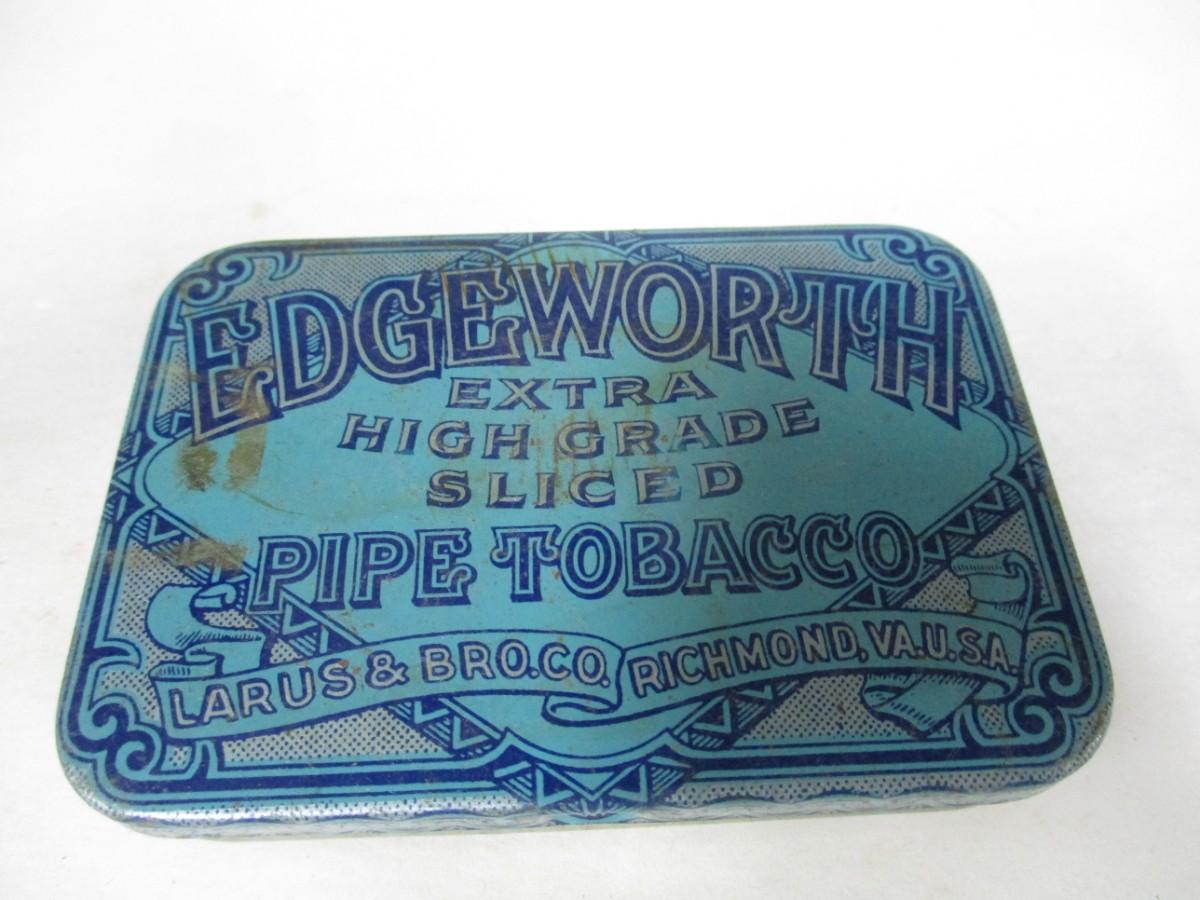 EDGEWORTH
EXTRA
HIGH GRADE
SLICED
PIPE TOBACCO
LARUS & BRO.CO. RICHMOND, VA.U.S.A.